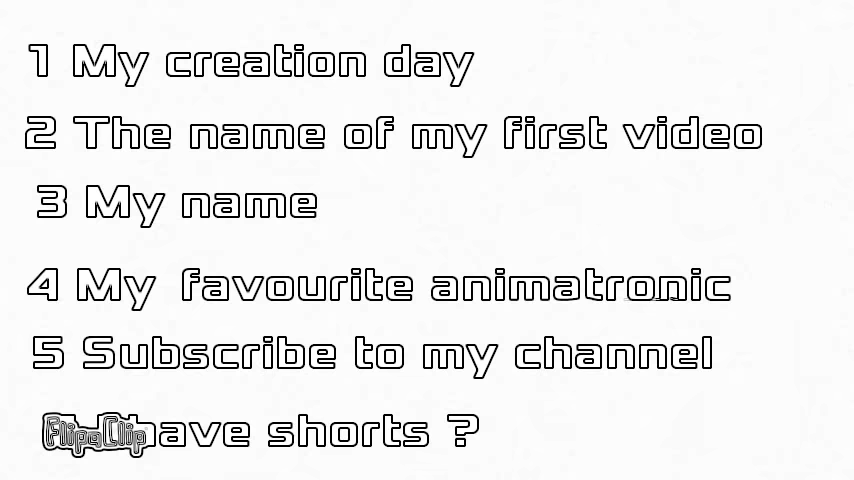 1 My creation day
2 The name of my first video
3 My name
4 My favourite animatronic
5 Subscribe to my channel
FlipaClip have shorts ?